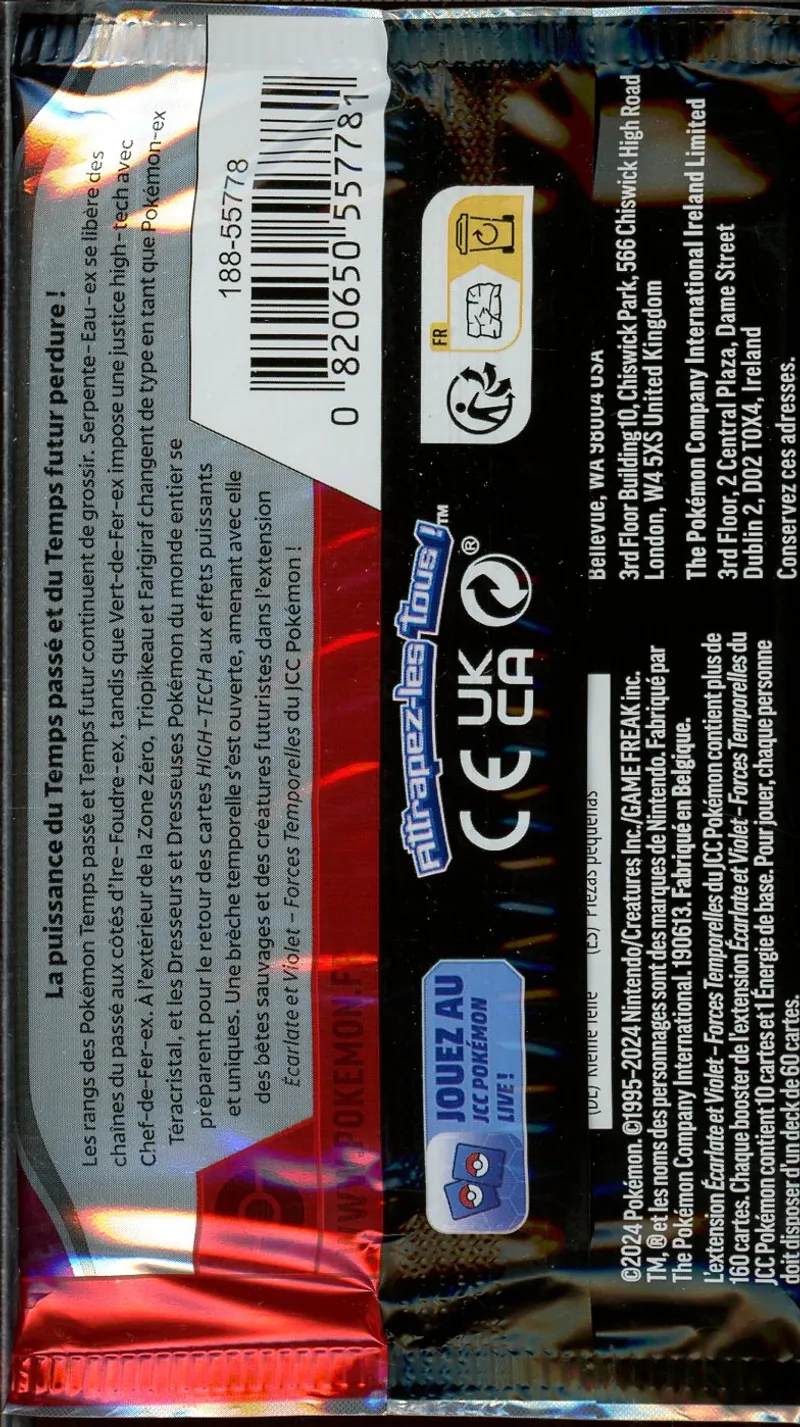 La puissance du Temps passé et du Temps futur perdure !
Les rangs des Pokémon Temps passé et Temps futur continuent de grossir. Serpente-Eau-ex se libère des
chaînes du passé aux côtés d'Ire-Foudre-ex, tandis que Vert-de-Fer-ex impose une justice high-tech avec
Chef-de-Fer-ex. À l'extérieur de la Zone Zéro, Triopikeau et Farigiraf changent de type en tant que Pokémon-ex
Téracristal, et les Dresseurs et Dresseuses Pokémon du monde entier se
préparent pour le retour des cartes HIGH-TECH aux effets puissants
et uniques. Une brèche temporelle s'est ouverte, amenant avec elle
des bêtes sauvages et des créatures futuristes dans l'extension
Écarlate et Violet – Forces Temporelles du JCC Pokémon !
188-55778
0 820650 557781
WWW.POKEMON.F
JOUEZ AU
JCC POKÉMON
LIVE !
Attrapez-les tous !™
CE UK
CA
®
FR
(DE) Kleine Teile (ES) Piezas pequeñas
©2024 Pokémon. ©1995-2024 Nintendo/Creatures Inc./GAME FREAK inc.
TM, ® et les noms des personnages sont des marques de Nintendo. Fabriqué par
The Pokémon Company International. 190613. Fabriqué en Belgique.
L'extension Écarlate et Violet – Forces Temporelles du JCC Pokémon contient plus de
160 cartes. Chaque booster de l'extension Écarlate et Violet – Forces Temporelles du
JCC Pokémon contient 10 cartes et 1 Énergie de base. Pour jouer, chaque personne
doit disposer d'un deck de 60 cartes.
Bellevue, WA 98004 USA
3rd Floor Building 10, Chiswick Park, 566 Chiswick High Road
London, W4 5XS United Kingdom
The Pokémon Company International Ireland Limited
3rd Floor, 2 Central Plaza, Dame Street
Dublin 2, D02 T0X4, Ireland
Conservez ces adresses.